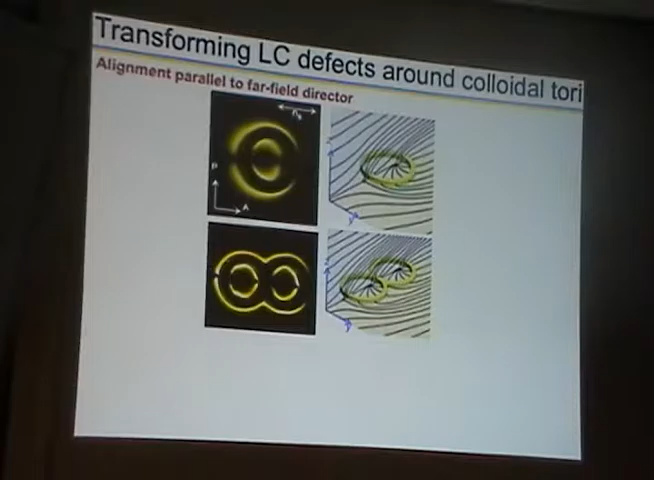 Transforming LC defects around colloidal tori
Alignment parallel to far-field director
P
A